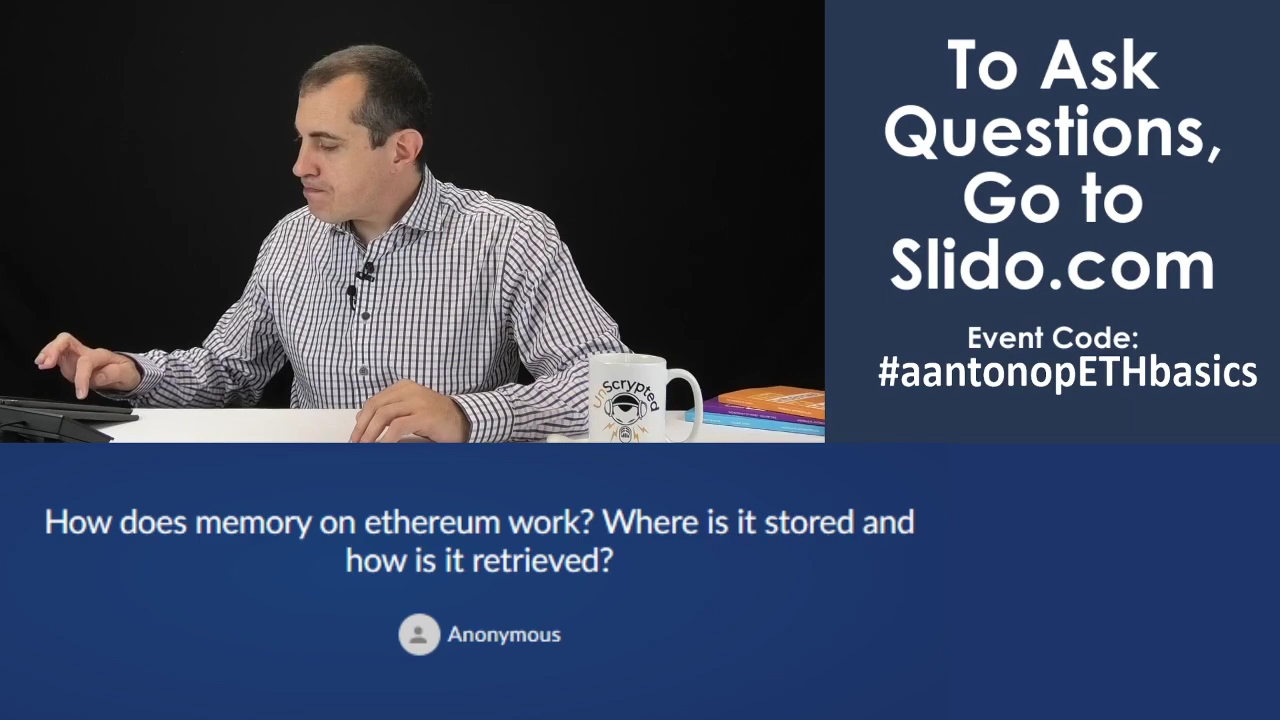 To Ask
Questions,
Go to
Slido.com
Event Code:
#aantonopETHbasics
UnScrypted
How does memory on ethereum work? Where is it stored and
how is it retrieved?
Anonymous